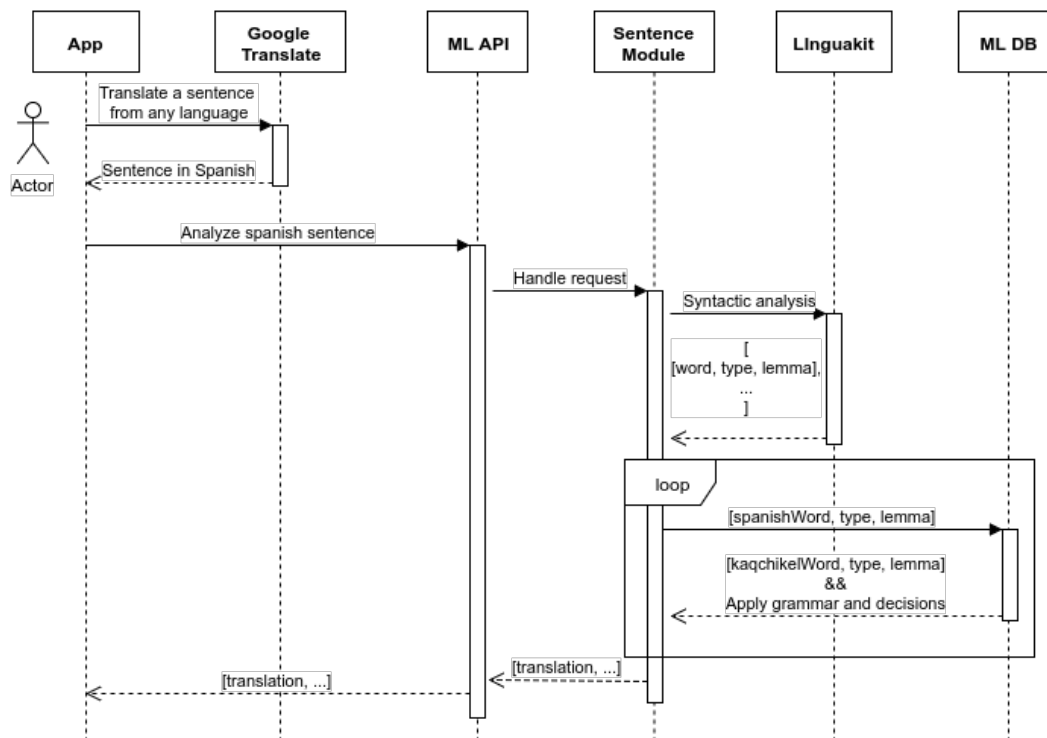 App
Google
Translate
ML API
Sentence
Module
LInguakit
ML DB
Translate a sentence
from any language
Actor
Sentence in Spanish
Analyze spanish sentence
Handle request
Syntactic analysis
[
[word, type, lemma],
...
]
loop
[spanishWord, type, lemma]
[kaqchikelWord, type, lemma]
&&
Apply grammar and decisions
[translation, ...]
[translation, ...]